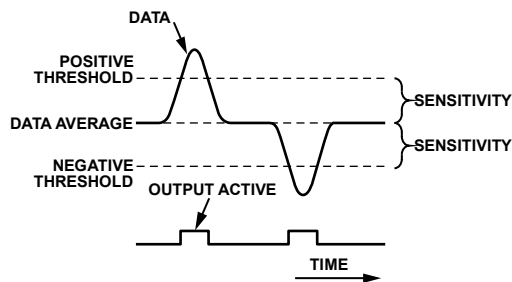 DATA
POSITIVE
THRESHOLD
SENSITIVITY
DATA AVERAGE
SENSITIVITY
NEGATIVE
THRESHOLD
OUTPUT ACTIVE
TIME